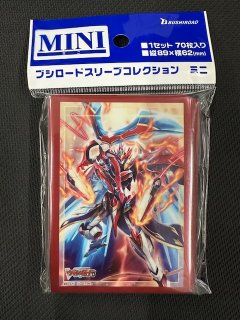 MINI
BUSHIROAD
■1セット 70枚入り
■縦89×横62(mm)
ブシロードスリーブコレクション ミニ
VANGUARD